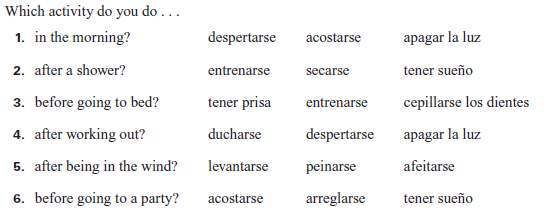 Which activity do you do . . .
1. in the morning? despertarse acostarse apagar la luz
2. after a shower? entrenarse secarse tener sueño
3. before going to bed? tener prisa entrenarse cepillarse los dientes
4. after working out? ducharse despertarse apagar la luz
5. after being in the wind? levantarse peinarse afeitarse
6. before going to a party? acostarse arreglarse tener sueño